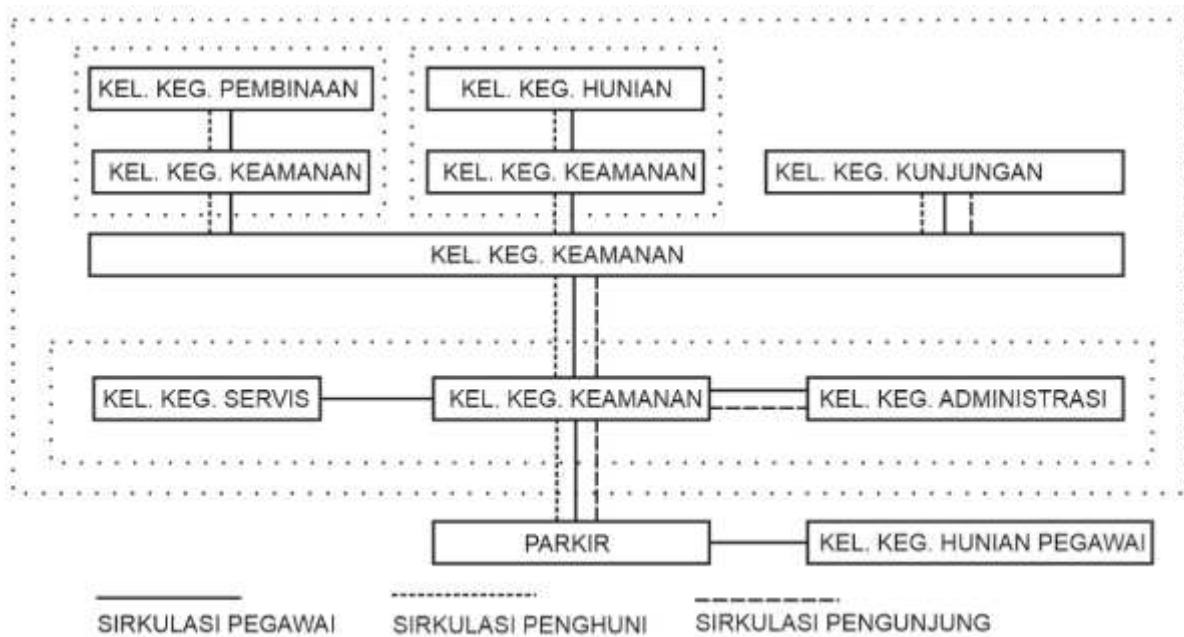 KEL. KEG. PEMBINAAN
KEL. KEG. HUNIAN
KEL. KEG. KEAMANAN
KEL. KEG. KEAMANAN
KEL. KEG. KUNJUNGAN
KEL. KEG. KEAMANAN
KEL. KEG. SERVIS
KEL. KEG. KEAMANAN
KEL. KEG. ADMINISTRASI
PARKIR
KEL. KEG. HUNIAN PEGAWAI
SIRKULASI PEGAWAI
SIRKULASI PENGHUNI
SIRKULASI PENGUNJUNG